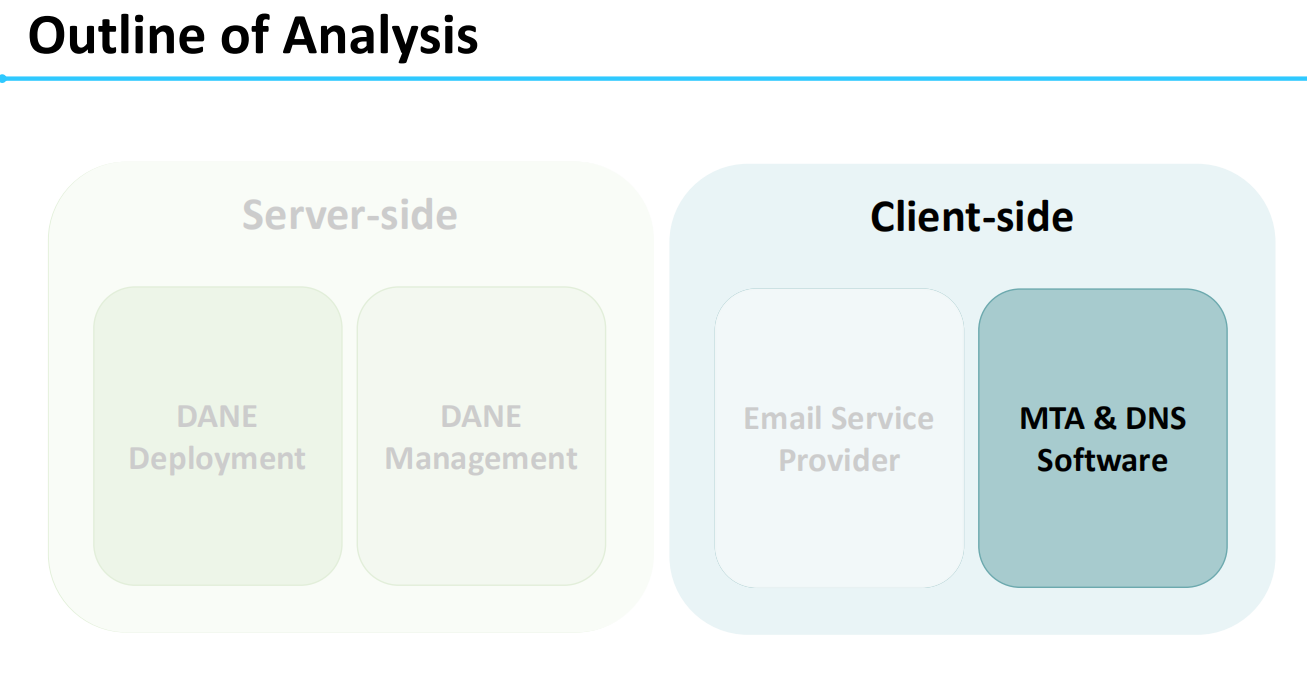 Outline of Analysis
Server-side
DANE
Deployment
DANE
Management
Client-side
Email Service
Provider
MTA & DNS
Software